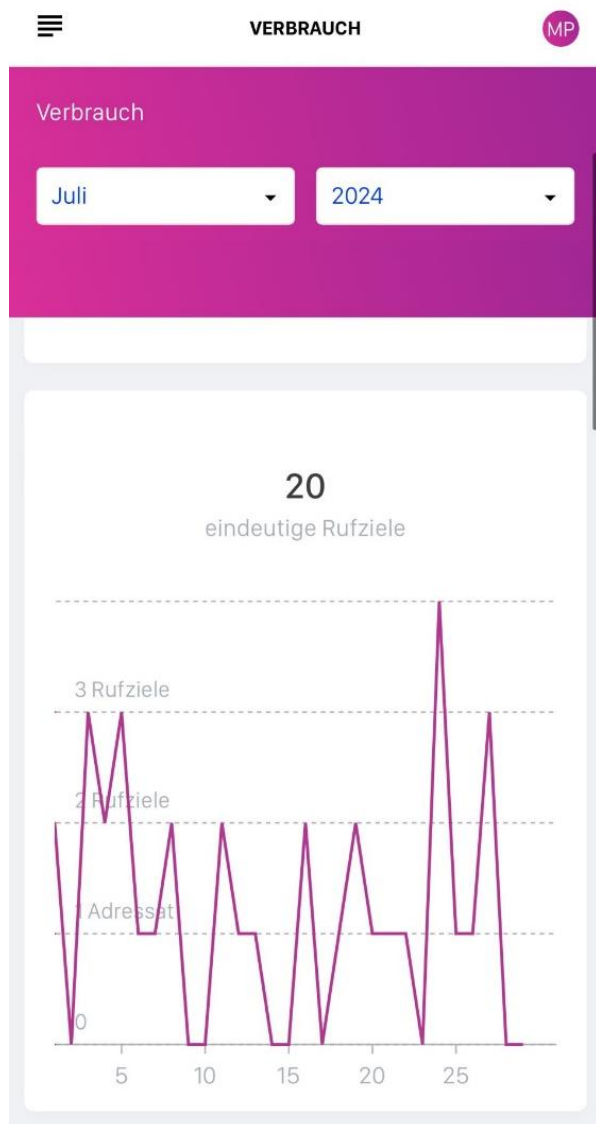 VERBRAUCH
MP
Verbrauch
Juli
2024
20
eindeutige Rufziele
3 Rufziele
2 Rufziele
1 Adressat
0
5 10 15 20 25